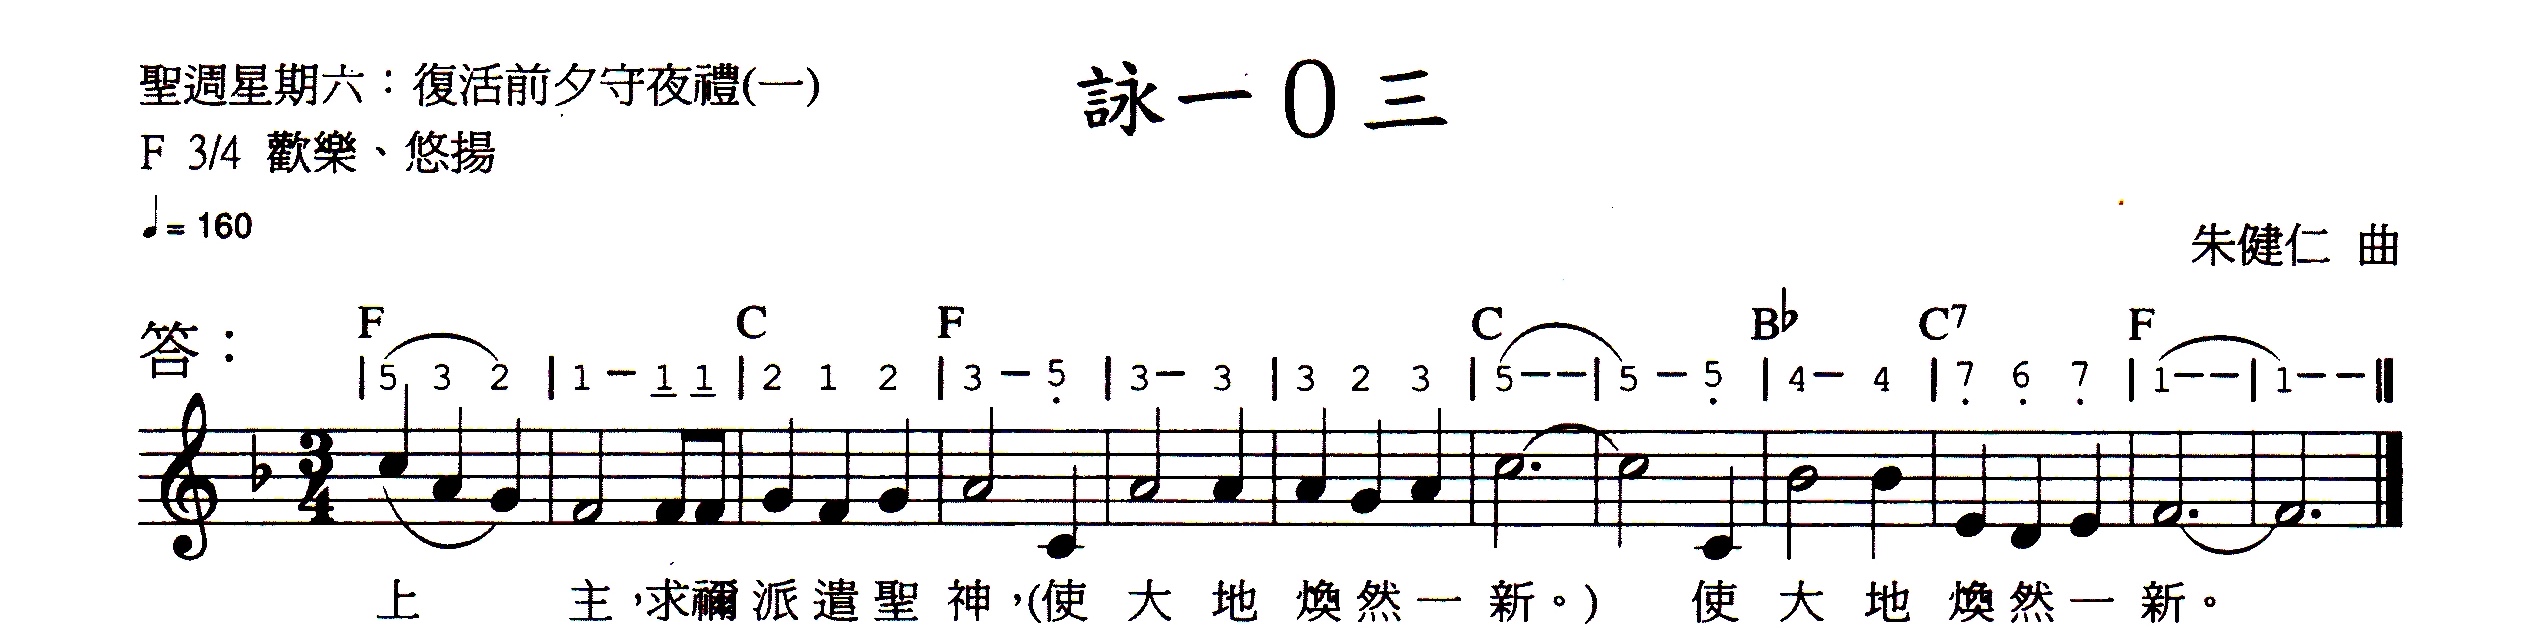 聖週星期六：復活前夕守夜禮(一)
詠一０三
F 3/4 歡樂、悠揚
♩= 160
朱健仁 曲
答：
F C F C B♭ C7 F
|5 3 2 |1 － 1 1 |2 1 2 |3 － 5 |3 － 3 |3 2 3 |5 － － |5 － 5 |4 － 4 |7 6 7 |1 － － |1 － － ||
3
4
上 主，求禰派遣聖神，(使大地煥然一新。) 使大地煥然一新。